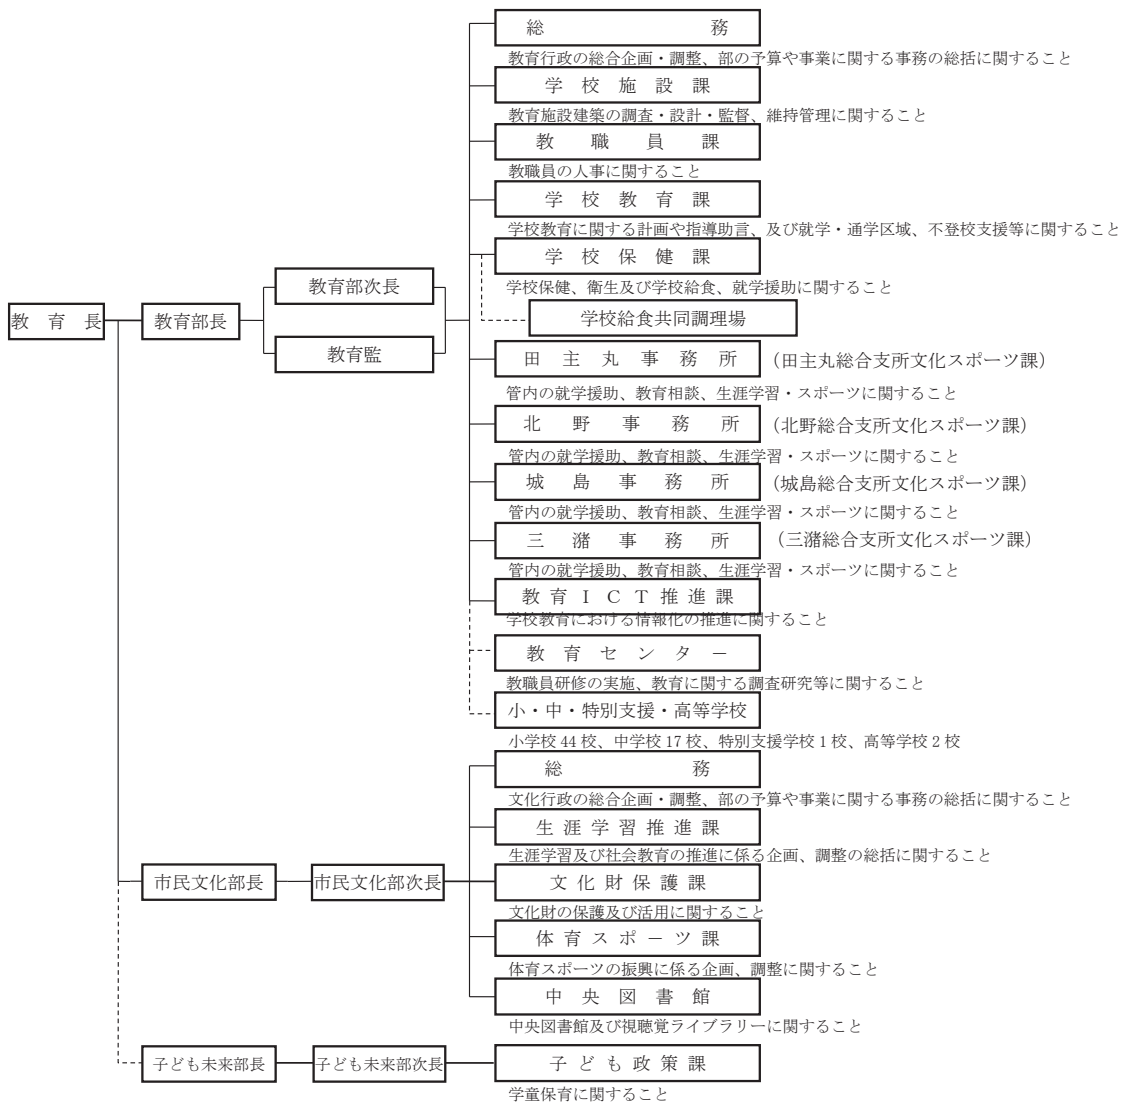 総務
教育行政の総合企画・調整、部の予算や事業に関する事務の総括に関すること
学校施設課
教育施設建築の調査・設計・監督、維持管理に関すること
教職員課
教職員の人事に関すること
学校教育課
学校教育に関する計画や指導助言、及び就学・通学区域、不登校支援等に関すること
学校保健課
学校保健、衛生及び学校給食、就学援助に関すること
学校給食共同調理場
教育長
教育部長
教育部次長
教育監
田主丸事務所（田主丸総合支所文化スポーツ課）
管内の就学援助、教育相談、生涯学習・スポーツに関すること
北野事務所（北野総合支所文化スポーツ課）
管内の就学援助、教育相談、生涯学習・スポーツに関すること
城島事務所（城島総合支所文化スポーツ課）
管内の就学援助、教育相談、生涯学習・スポーツに関すること
三潴事務所（三潴総合支所文化スポーツ課）
管内の就学援助、教育相談、生涯学習・スポーツに関すること
教育ＩＣＴ推進課
学校教育における情報化の推進に関すること
教育センター
教職員研修の実施、教育に関する調査研究等に関すること
小・中・特別支援・高等学校
小学校 44 校、中学校 17 校、特別支援学校 1 校、高等学校 2 校
総務
文化行政の総合企画・調整、部の予算や事業に関する事務の総括に関すること
生涯学習推進課
生涯学習及び社会教育の推進に係る企画、調整の総括に関すること
市民文化部長
市民文化部次長
文化財保護課
文化財の保護及び活用に関すること
体育スポーツ課
体育スポーツの振興に係る企画、調整に関すること
中央図書館
中央図書館及び視聴覚ライブラリーに関すること
子ども未来部長
子ども未来部次長
子ども政策課
学童保育に関すること